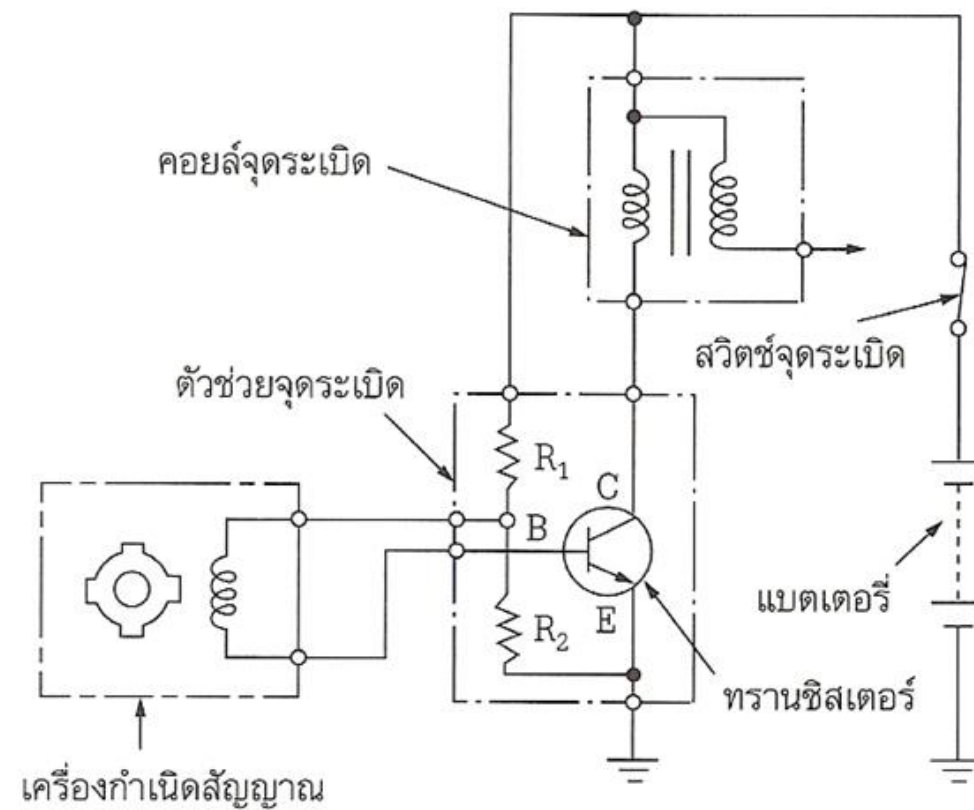 คอยล์จุดระเบิด
สวิตช์จุดระเบิด
ตัวช่วยจุดระเบิด
R₁
C
B
E
R₂
แบตเตอรี่
ทรานซิสเตอร์
เครื่องกำเนิดสัญญาณ